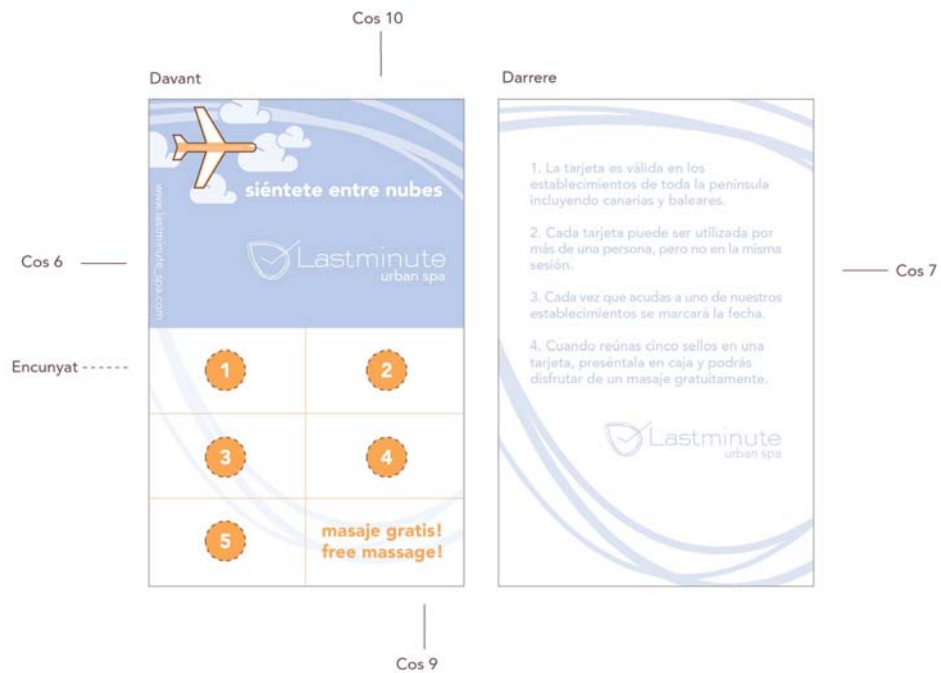 Cos 10
Davant
Darrere
siéntete entre nubes
www.lastminute_spa.com
Lastminute
urban spa
Cos 6
Encunyat
1
2
3
4
5
masaje gratis!
free massage!
Cos 9
1. La tarjeta es válida en los
establecimientos de toda la península
incluyendo canarias y baleares.
2. Cada tarjeta puede ser utilizada por
más de una persona, pero no en la misma
sesión.
3. Cada vez que acudas a uno de nuestros
establecimientos se marcará la fecha.
4. Cuando reúnas cinco sellos en una
tarjeta, preséntala en caja y podrás
disfrutar de un masaje gratuitamente.
Lastminute
urban spa
Cos 7